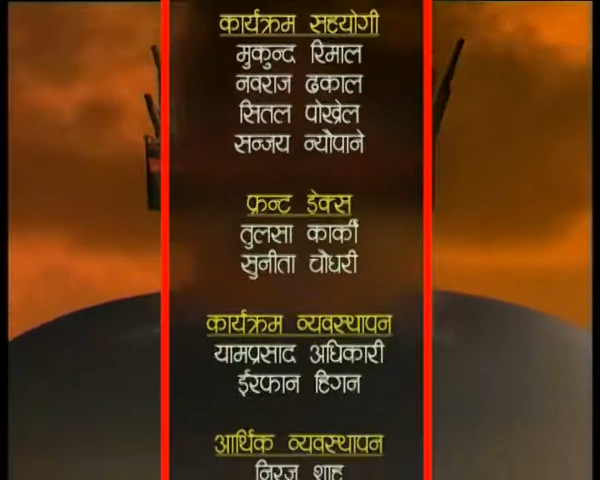 कार्यक्रम सहयोगी
मुकुन्द रिमाल
नवराज ढकाल
सितल पोख्रेल
सन्जय न्यौपाने
फ्रन्ट डेक्स
तुलसा कार्की
सुनीता चौधरी
कार्यक्रम व्यवस्थापन
यामप्रसाद अधिकारी
ईरफान हिगन
आर्थिक व्यवस्थापन
निरज शाह